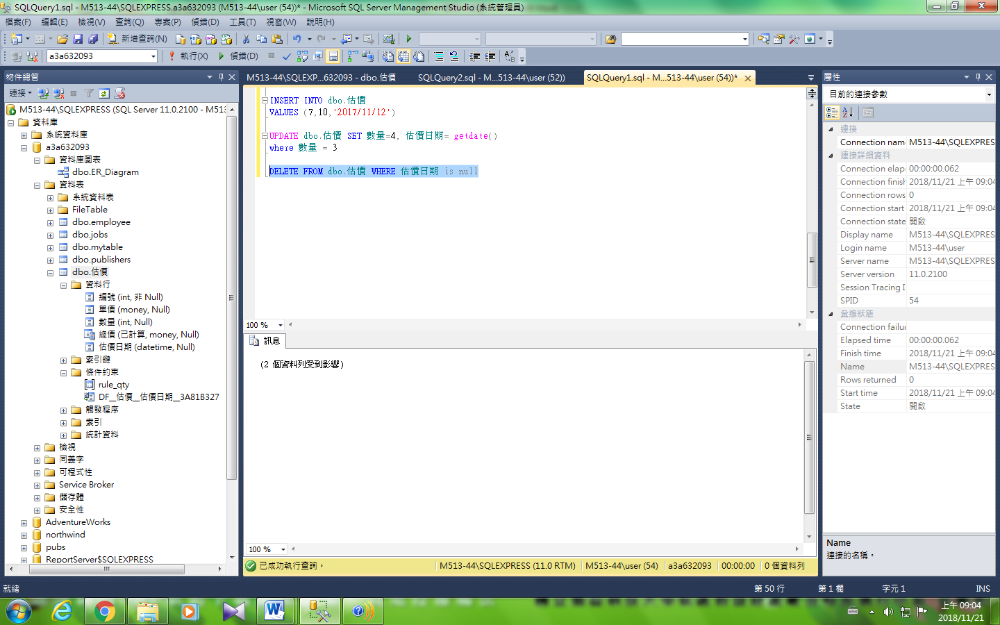 SQLQuery1.sql - M513-44\SQLEXPRESS.a3a632093 (M513-44\user (54))* - Microsoft SQL Server Management Studio (系統管理員)
檔案(F) 編輯(E) 檢視(V) 查詢(Q) 專案(P) 偵錯(D) 工具(T) 視窗(W) 說明(H)
新增查詢(N)
a3a632093 執行(X) 偵錯(D)
物件總管
連接
M513-44\SQLEXPRESS (SQL Server 11.0.2100 - M513
資料庫
系統資料庫
a3a632093
資料庫圖表
dbo.ER_Diagram
資料表
系統資料表
FileTable
dbo.employee
dbo.jobs
dbo.mytable
dbo.publishers
dbo.估價
資料行
編號 (int, 非 Null)
單價 (money, Null)
數量 (int, Null)
總價 (已計算, money, Null)
估價日期 (datetime, Null)
索引鍵
條件約束
rule_qty
DF__估價__估價日期__3A81B327
觸發程序
索引
統計資料
檢視
同義字
可程式性
Service Broker
儲存體
安全性
AdventureWorks
northwind
pubs
ReportServer$SQLEXPRESS
M513-44\SQLEXP...632093 - dbo.估價 SQLQuery2.sql - M...513-44\user (52)) SQLQuery1.sql - M...513-44\user (54))*
INSERT INTO dbo.估價
VALUES (7,10,'2017/11/12')
UPDATE dbo.估價 SET 數量=4, 估價日期= getdate()
where 數量 = 3
DELETE FROM dbo.估價 WHERE 估價日期 is null
100 %
訊息
(2 個資料列受到影響)
100 %
已成功執行查詢。 M513-44\SQLEXPRESS (11.0 RTM) M513-44\user (54) a3a632093 00:00:00 0 個資料列
屬性
目前的連接參數
連接
Connection nam M513-44\SQLEXPRES
連接詳細資料
Connection elap 00:00:00.062
Connection finish 2018/11/21 上午 09:04
Connection rows 0
Connection start 2018/11/21 上午 09:04
Connection state 開啟
Display name M513-44\SQLEXPRES
Login name M513-44\user
Server name M513-44\SQLEXPRES
Server version 11.0.2100
Session Tracing I
SPID 54
彙總狀態
Connection failur
Elapsed time 00:00:00.062
Finish time 2018/11/21 上午 09:04
Name M513-44\SQLEXPRES
Rows returned 0
Start time 2018/11/21 上午 09:04
State 開啟
Name
連接的名稱。
就緒 第 50 行 第 1 欄 字元 1 INS
上午 09:04
2018/11/21